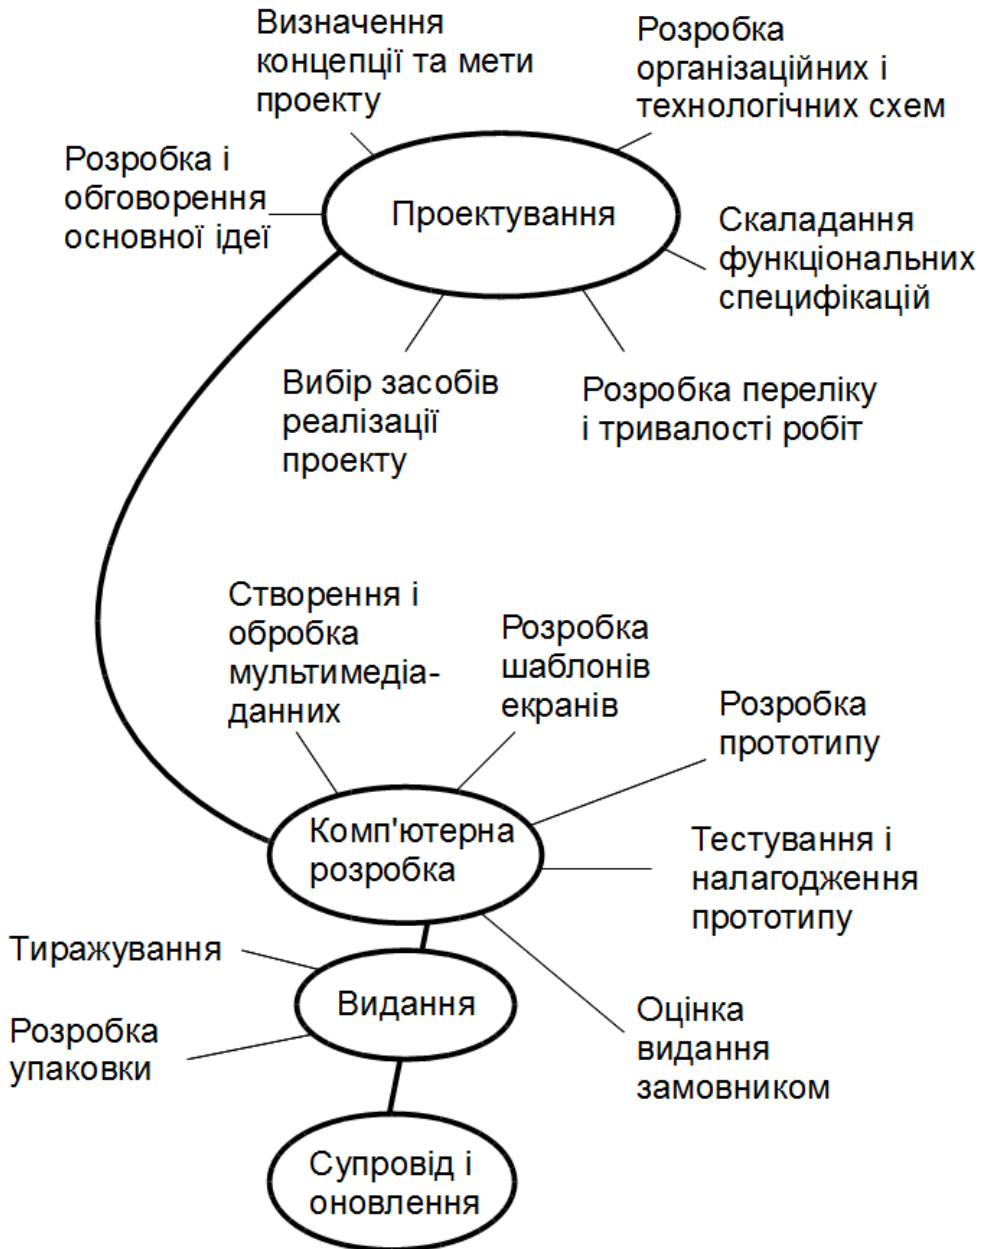 Визначення
концепції та мети
проекту
Розробка
організаційних і
технологічних схем
Розробка і
обговорення
основної ідеї
Проектування
Скаладання
функціональних
специфікацій
Вибір засобів
реалізації
проекту
Розробка переліку
і тривалості робіт
Створення і
обробка
мультимедіа-
данних
Розробка
шаблонів
екранів
Розробка
прототипу
Комп'ютерна
розробка
Тестування і
налагодження
прототипу
Тиражування
Видання
Розробка
упаковки
Оцінка
видання
замовником
Супровід і
оновлення